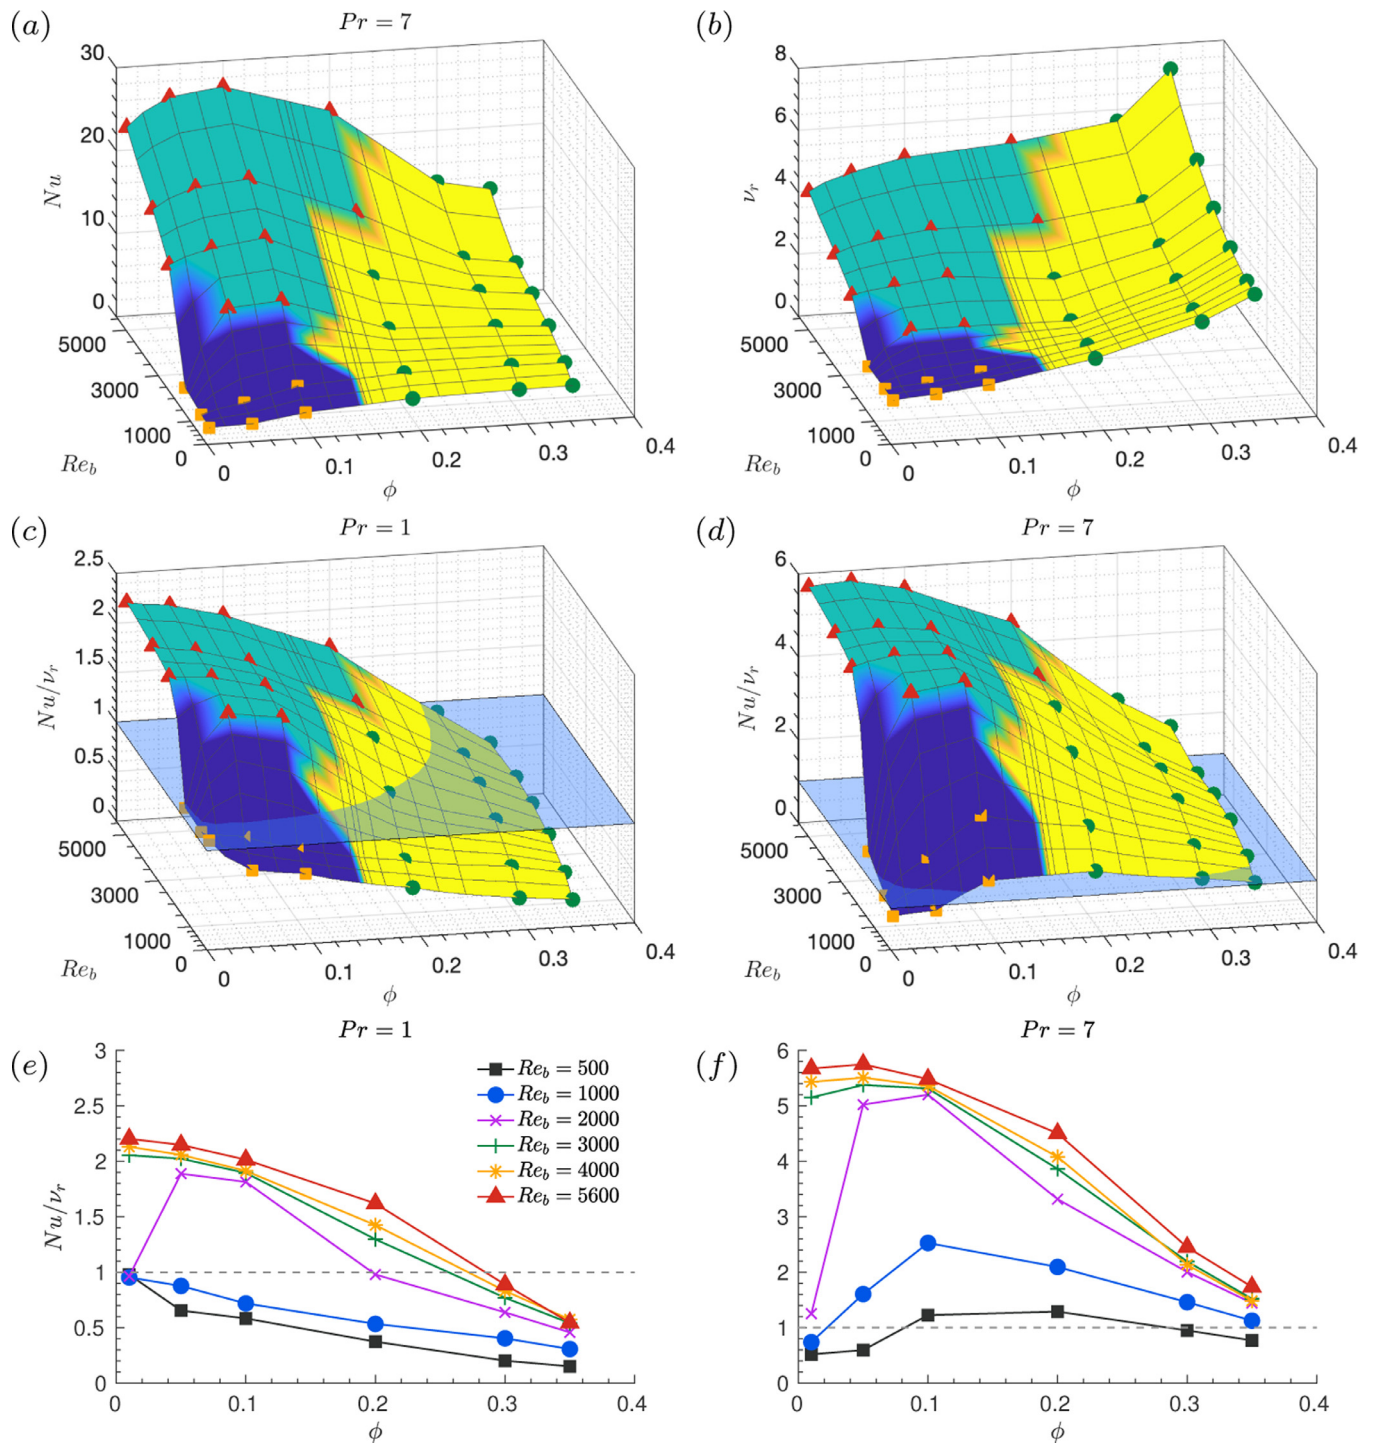 (a) Pr = 7
30
20
10
0
Nu
5000
3000
1000
0
Re_b
0 0.1 0.2 0.3 0.4
ϕ
(b)
8
6
4
2
0
ν_r
5000
3000
1000
0
Re_b
0 0.1 0.2 0.3 0.4
ϕ
(c) Pr = 1
2.5
2
1.5
1
0.5
0
Nu/ν_r
5000
3000
1000
0
Re_b
0 0.1 0.2 0.3 0.4
ϕ
(d) Pr = 7
6
4
2
0
Nu/ν_r
5000
3000
1000
0
Re_b
0 0.1 0.2 0.3 0.4
ϕ
(e) Pr = 1
3
2.5
2
1.5
1
0.5
0
Nu/ν_r
Re_b = 500
Re_b = 1000
Re_b = 2000
Re_b = 3000
Re_b = 4000
Re_b = 5600
0 0.1 0.2 0.3 0.4
ϕ
(f) Pr = 7
6
5
4
3
2
1
0
0 0.1 0.2 0.3 0.4
ϕ